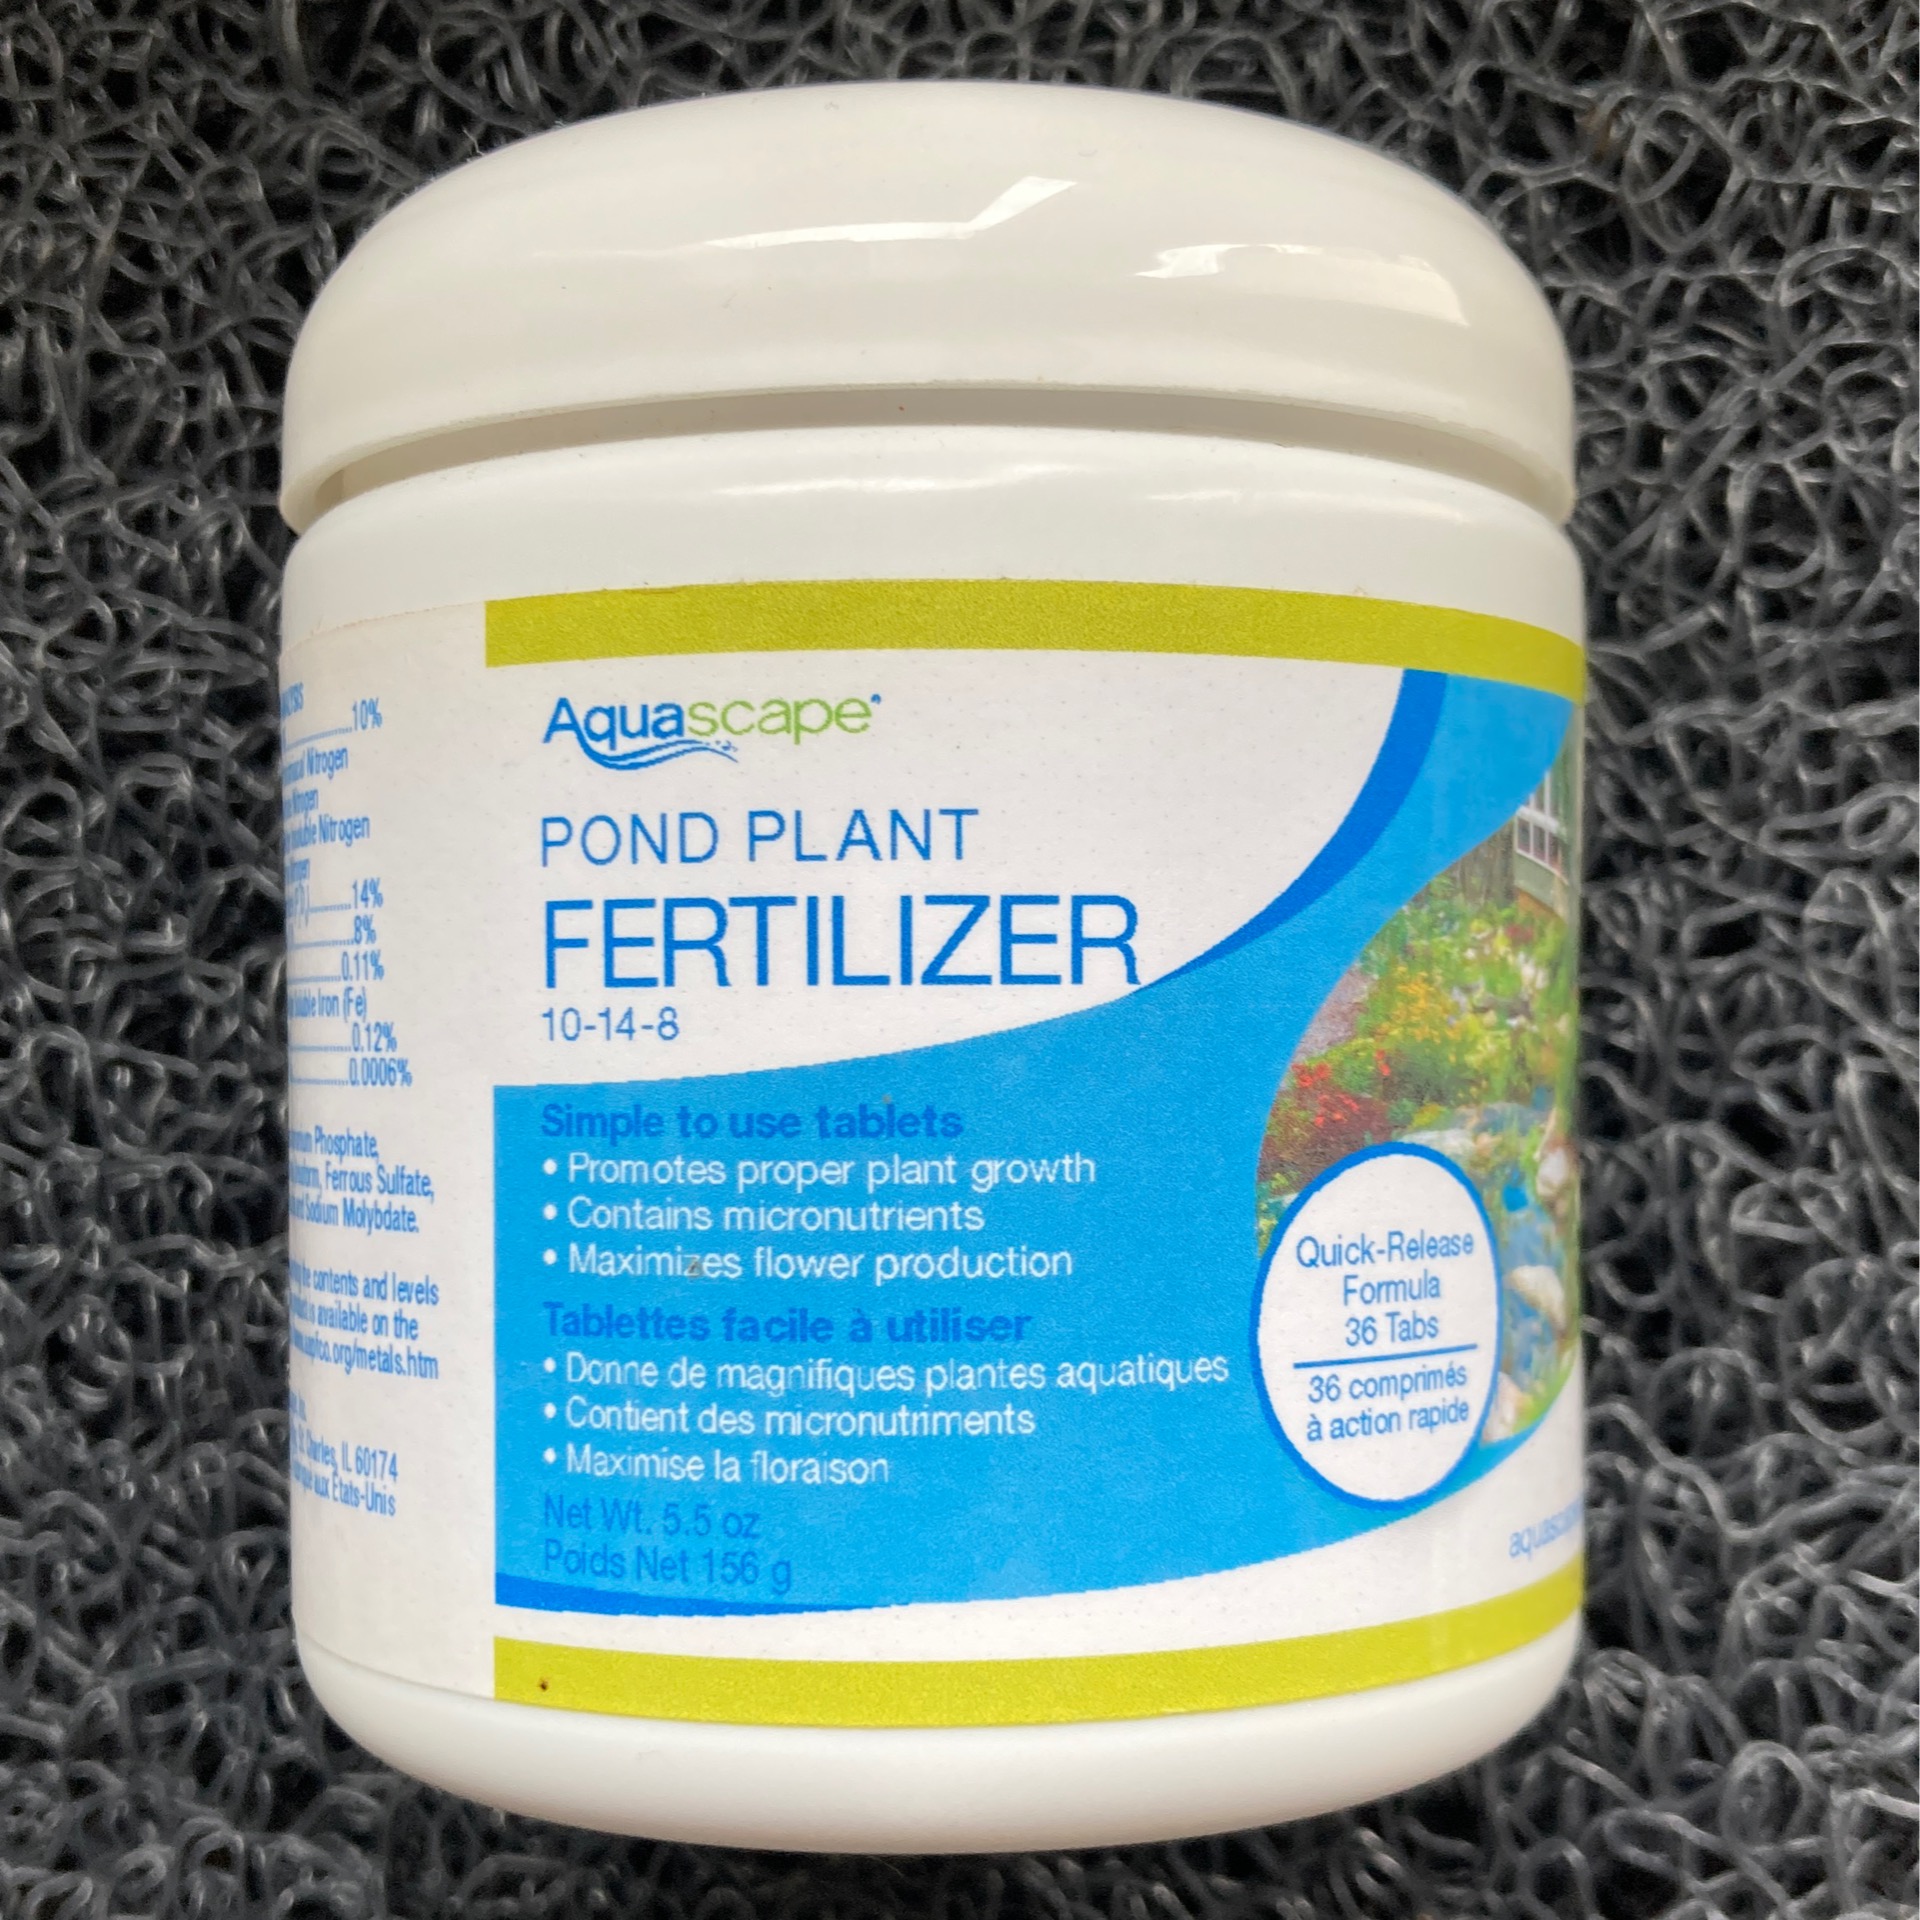 Aquascape
POND PLANT
FERTILIZER
10-14-8
Simple to use tablets
• Promotes proper plant growth
• Contains micronutrients
• Maximizes flower production
Tablettes facile à utiliser
• Donne de magnifiques plantes aquatiques
• Contient des micronutriments
• Maximise la floraison
Net Wt. 5.5 oz
Poids Net 156 g
Quick-Release
Formula
36 Tabs
36 comprimés
à action rapide
10%
Nitrogen
Nitrogen
14%
8%
0.11%
Iron (Fe)
0.12%
0.0006%
Phosphate,
Ferrous Sulfate,
Sodium Molybdate.
contents and levels
is available on the
.org/metals.htm
Charles, IL 60174
aux États-Unis